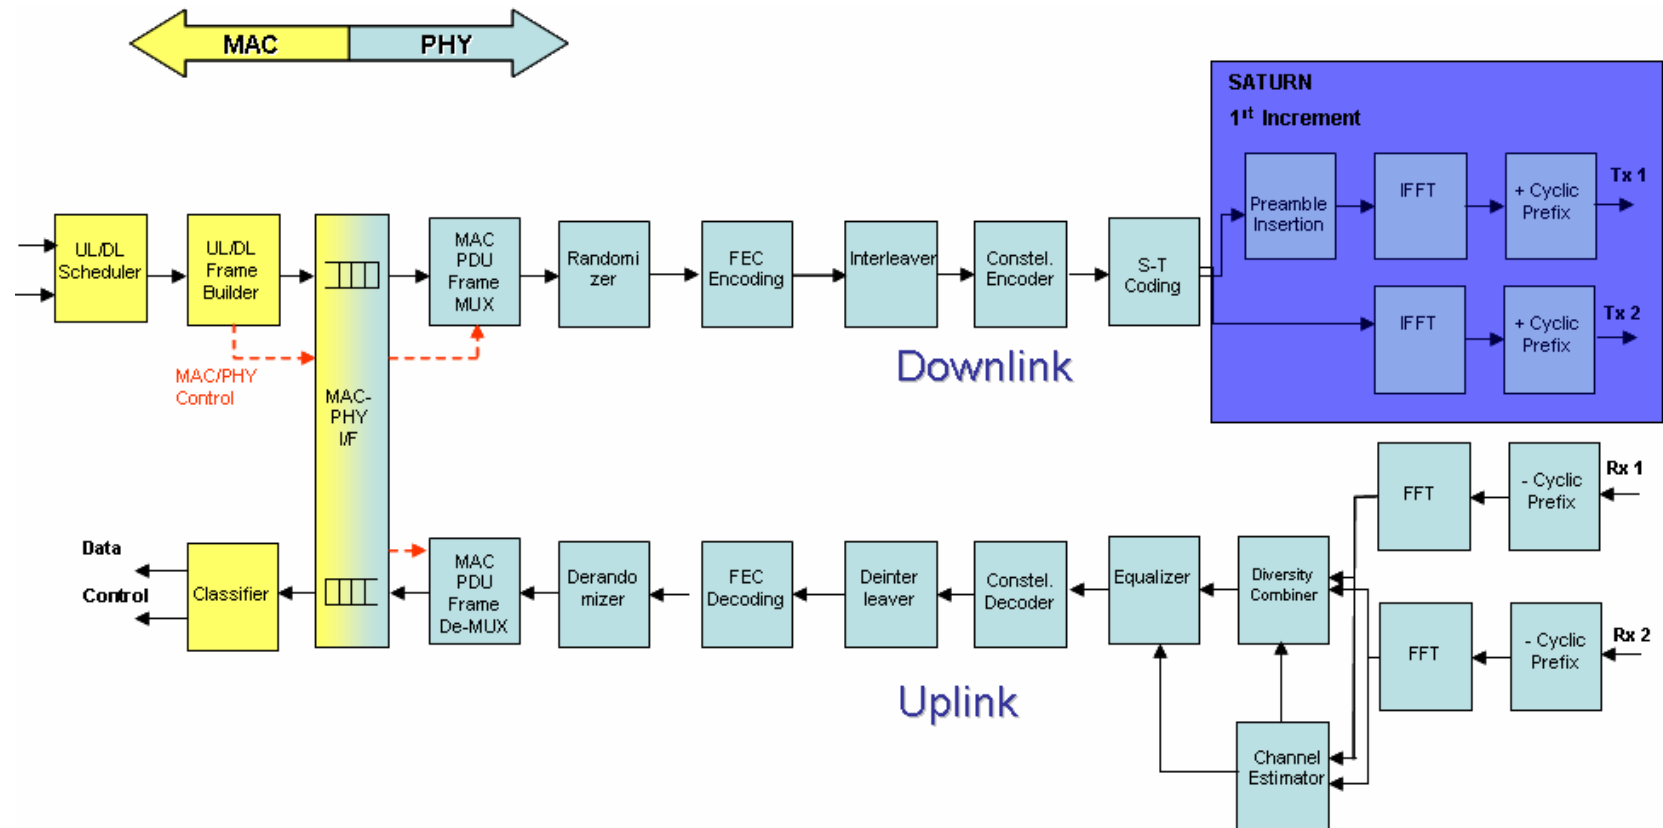 MAC
PHY
SATURN
1st Increment
Preamble
Insertion
IFFT
+ Cyclic
Prefix
Tx 1
UL/DL
Scheduler
UL/DL
Frame
Builder
MAC
PDU
Frame
MUX
Randomi
zer
FEC
Encoding
Interleaver
Constel.
Encoder
S-T
Coding
IFFT
+ Cyclic
Prefix
Tx 2
MAC/PHY
Control
MAC-
PHY
I/F
Downlink
FFT
- Cyclic
Prefix
Rx 1
Data
Control
Classifier
MAC
PDU
Frame
De-MUX
Derando
mizer
FEC
Decoding
Deinter
leaver
Constel.
Decoder
Equalizer
Diversity
Combiner
FFT
- Cyclic
Prefix
Rx 2
Uplink
Channel
Estimator